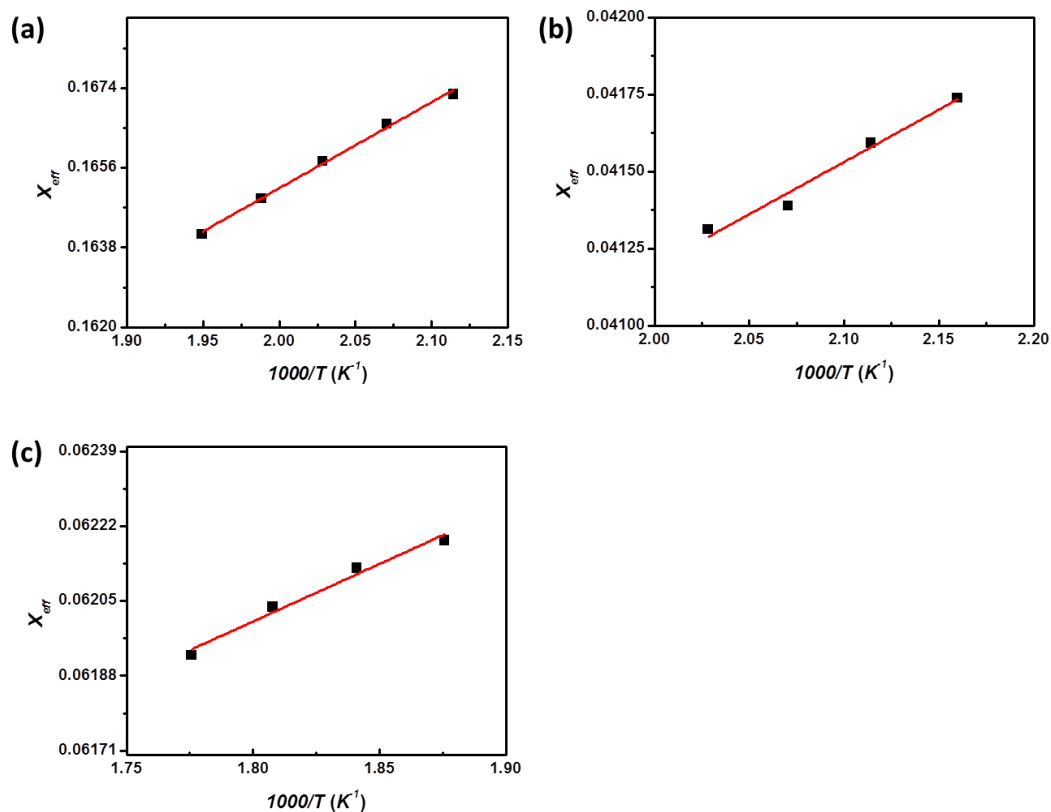 (a)
0.1674
0.1656
0.1638
0.1620
X_eff
1.90 1.95 2.00 2.05 2.10 2.15
1000/T (K⁻¹)
(b)
0.04200
0.04175
0.04150
0.04125
0.04100
X_eff
2.00 2.05 2.10 2.15 2.20
1000/T (K⁻¹)
(c)
0.06239
0.06222
0.06205
0.06188
0.06171
X_eff
1.75 1.80 1.85 1.90
1000/T (K⁻¹)